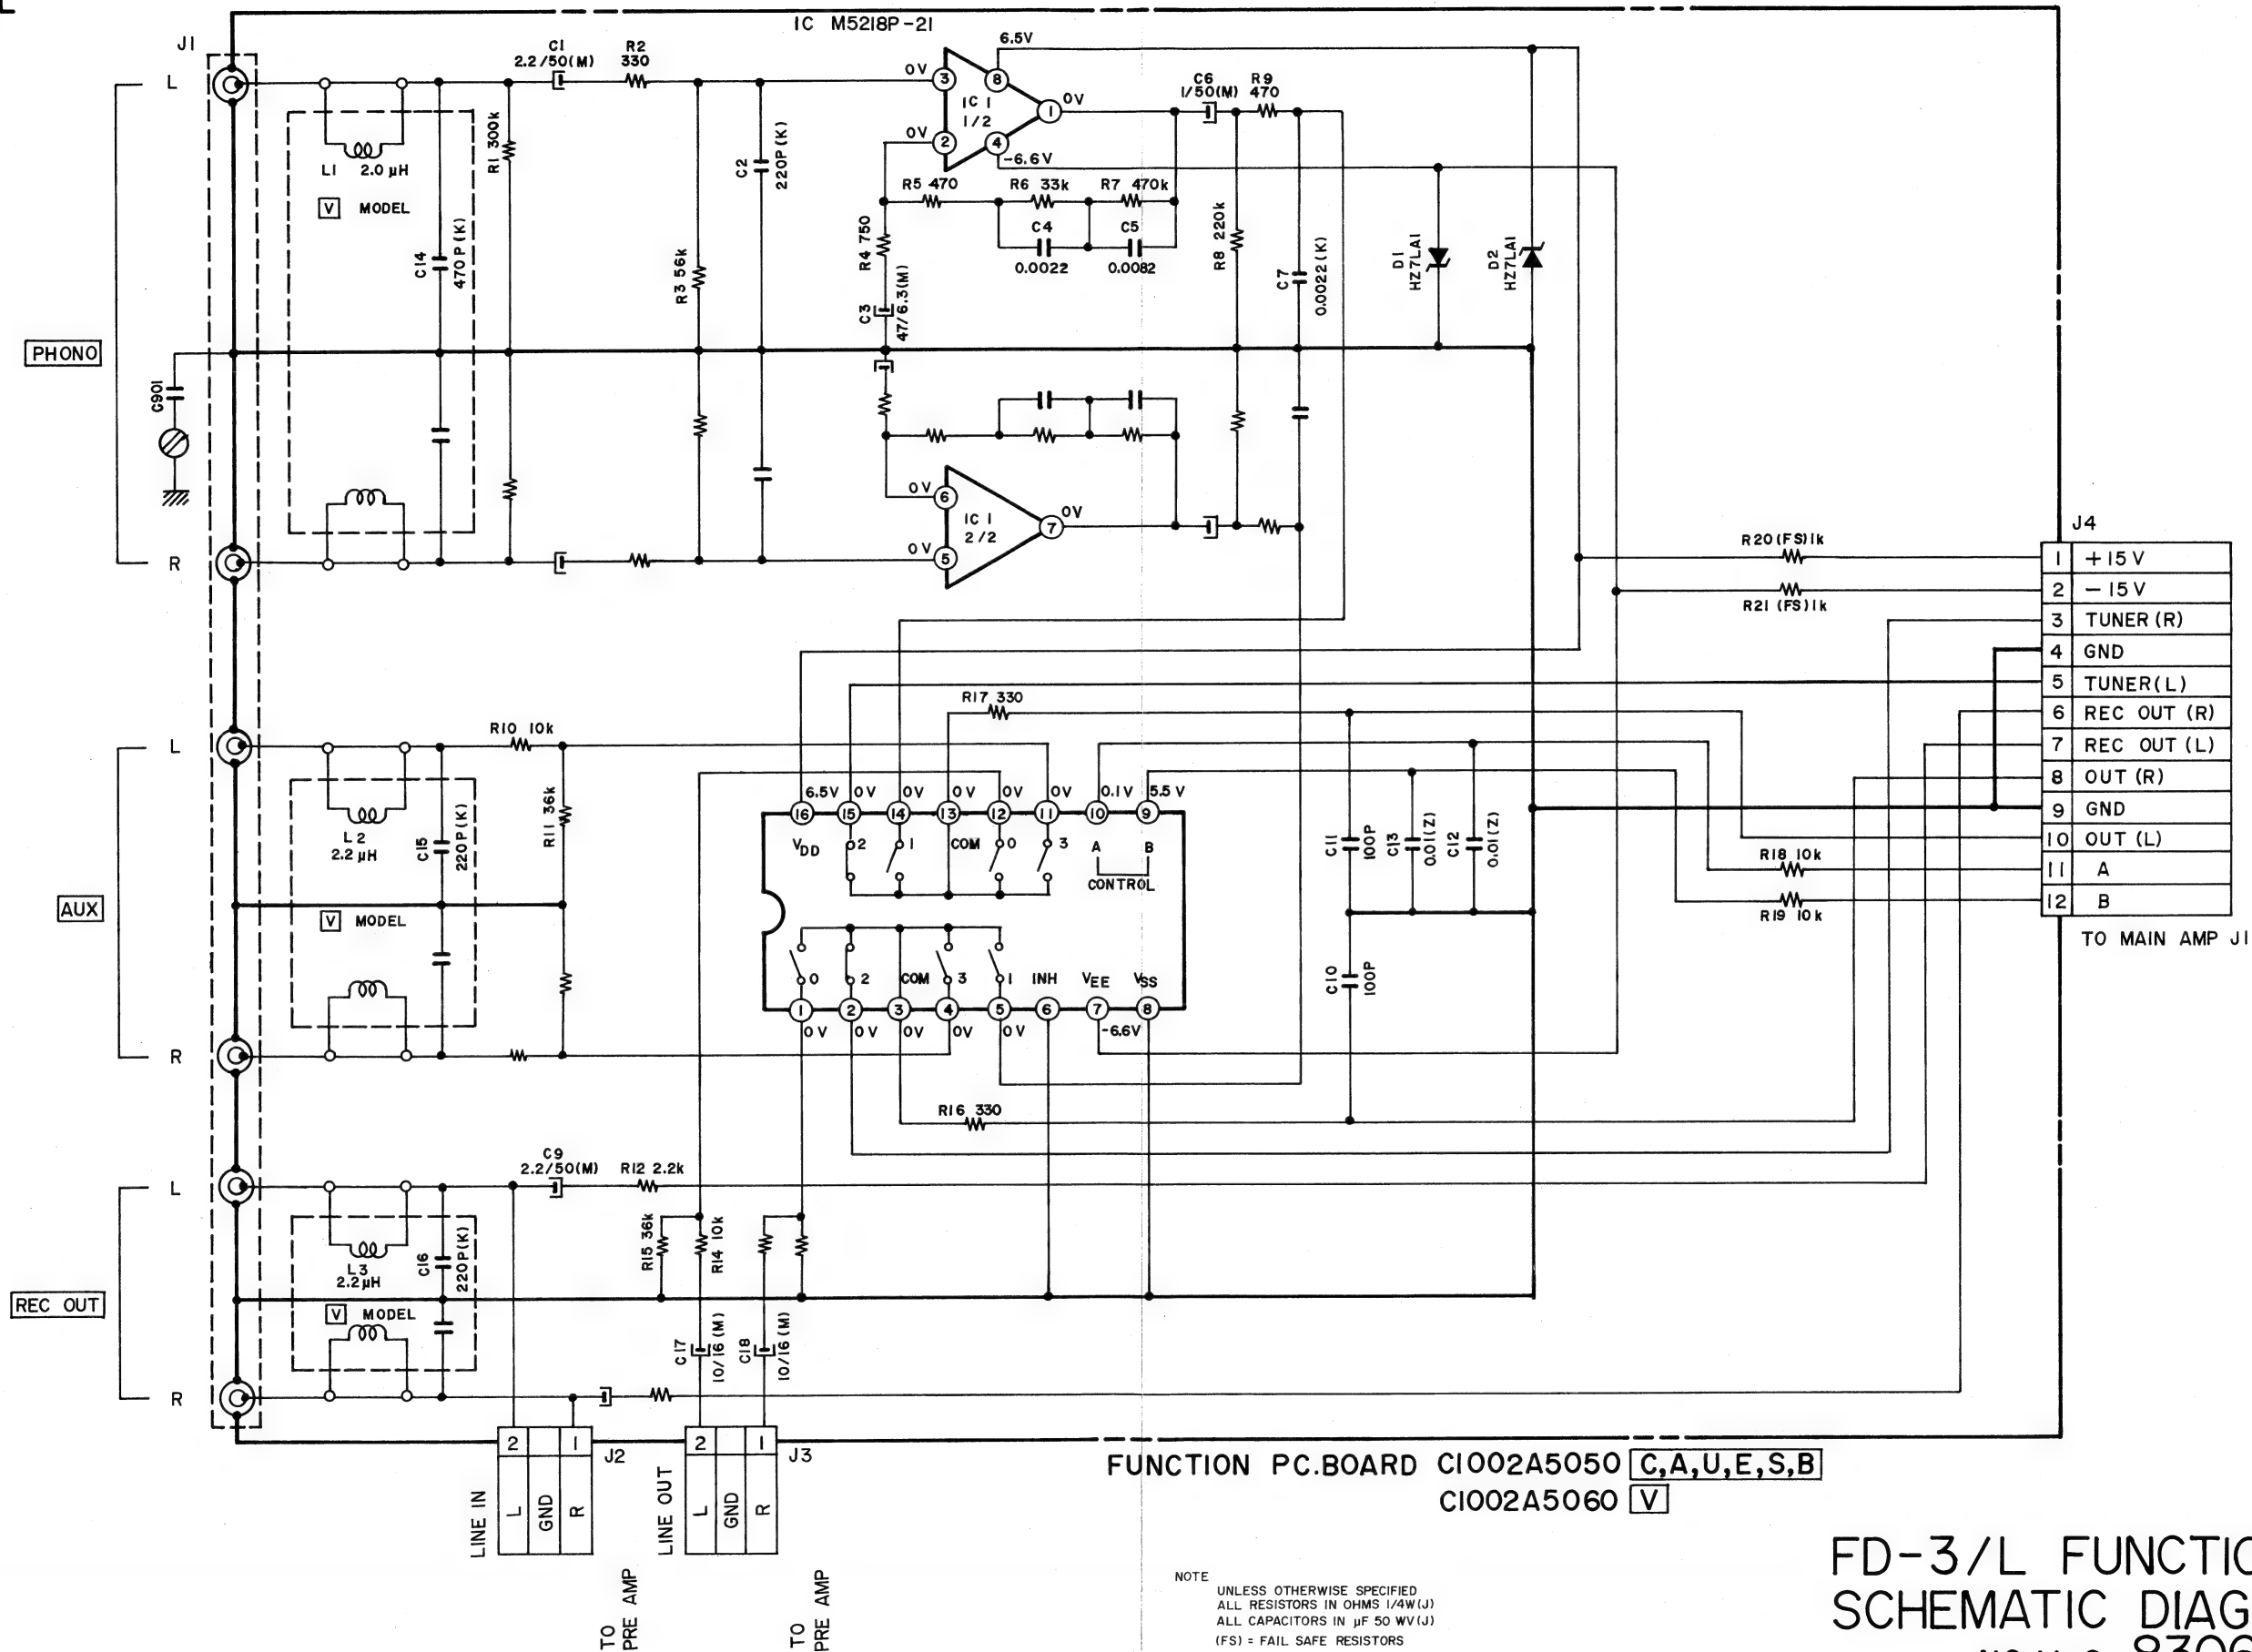 IC M5218P-21
J1
L
C1
2.2/50(M)
R2
330
L1 2.0 µH
V MODEL
C14
470P(K)
R1 300k
R3 56k
C2
220P(K)
0V
3
8
6.5V
IC 1
1/2
1
0V
0V
2
4
-6.6V
R5 470
R6 33k
R7 470k
C4
0.0022
C5
0.0082
R4 750
C3
47/6.3(M)
C6
1/50(M)
R9
470
R8 220k
C7
0.0022(K)
D1
HZ7LA1
D2
HZ7LA1
PHONO
C901
R
0V
6
IC 1
2/2
7
0V
0V
5
R20(FS)1k
R21(FS)1k
J4
1 +15V
2 -15V
3 TUNER(R)
4 GND
5 TUNER(L)
6 REC OUT (R)
7 REC OUT (L)
8 OUT (R)
9 GND
10 OUT (L)
11 A
12 B
TO MAIN AMP J1
R17 330
L
R10 10k
R11 36k
L2
2.2 µH
C15
220P(K)
V MODEL
AUX
R
6.5V 0V 0V 0V 0V 0V 0.1V 5.5V
16 15 14 13 12 11 10 9
VDD 2 1 COM 0 3 A B
CONTROL
0 2 COM 3 1 INH VEE VSS
1 2 3 4 5 6 7 8
0V 0V 0V 0V 0V -6.6V
C11
100P
C13
0.01(Z)
C12
0.01(Z)
C10
100P
R18 10k
R19 10k
R16 330
L
C9
2.2/50(M)
R12 2.2k
L3
2.2µH
C16
220P(K)
V MODEL
REC OUT
R
R15 36k
R14 10k
C17
10/16(M)
C18
10/16(M)
2 1
J2
LINE IN
L
GND
R
TO
PRE AMP
2 1
J3
LINE OUT
L
GND
R
TO
PRE AMP
FUNCTION PC.BOARD C1002A5050 C,A,U,E,S,B
C1002A5060 V
NOTE
UNLESS OTHERWISE SPECIFIED
ALL RESISTORS IN OHMS 1/4W(J)
ALL CAPACITORS IN µF 50 WV(J)
(FS) = FAIL SAFE RESISTORS
FD-3/L FUNCTIO
SCHEMATIC DIAG